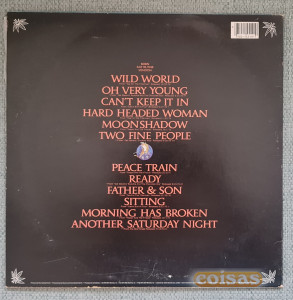 WILD WORLD
OH VERY YOUNG
CAN'T KEEP IT IN
HARD HEADED WOMAN
MOONSHADOW
TWO FINE PEOPLE
PEACE TRAIN
READY
FATHER & SON
SITTING
MORNING HAS BROKEN
ANOTHER SATURDAY NIGHT
coisas